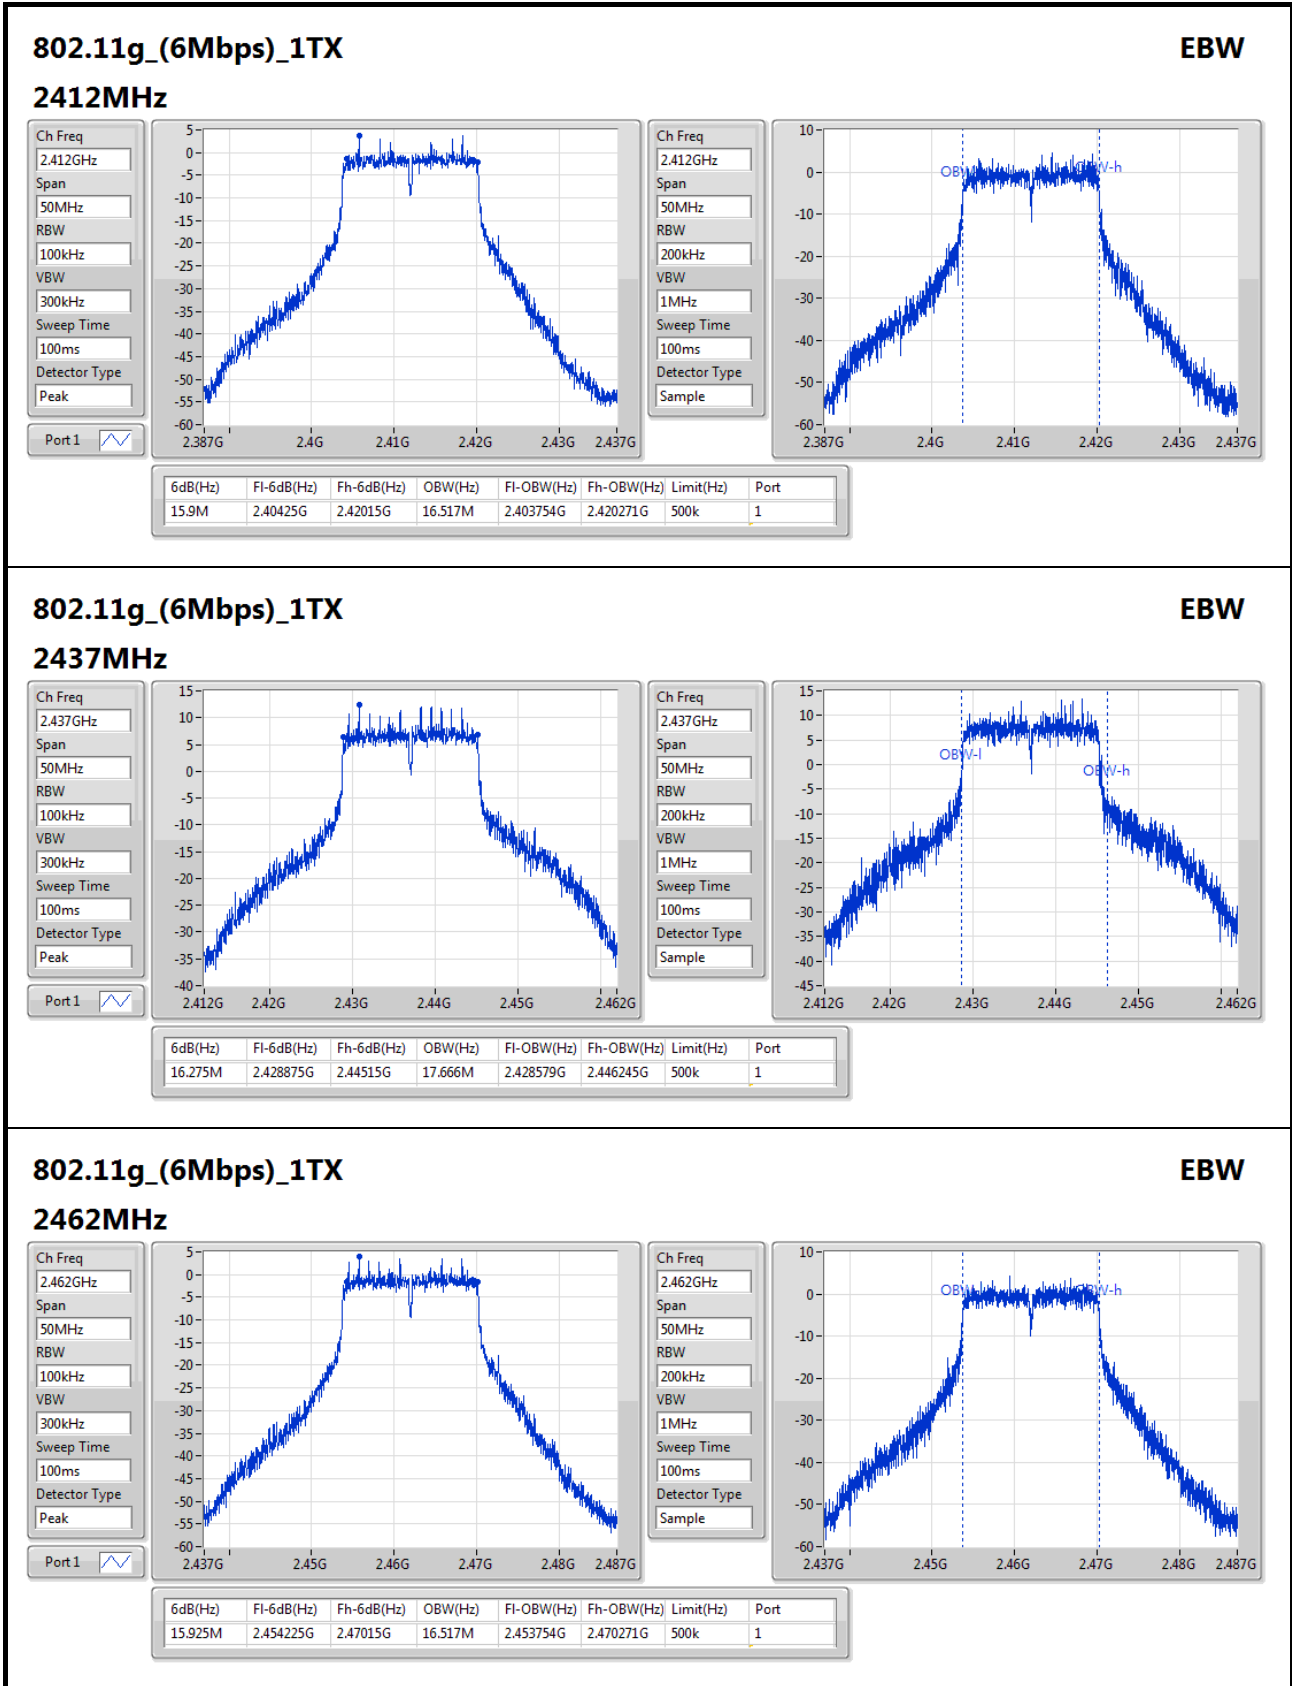 802.11g_(6Mbps)_1TX EBW
2412MHz
Ch Freq
2.412GHz
Span
50MHz
RBW
100kHz
VBW
300kHz
Sweep Time
100ms
Detector Type
Peak
Port 1
5
0
-5
-10
-15
-20
-25
-30
-35
-40
-45
-50
-55
-60
2.387G 2.4G 2.41G 2.42G 2.43G 2.437G
Ch Freq
2.412GHz
Span
50MHz
RBW
200kHz
VBW
1MHz
Sweep Time
100ms
Detector Type
Sample
10
0
-10
-20
-30
-40
-50
-60
OBW-h
2.387G 2.4G 2.41G 2.42G 2.43G 2.437G
6dB(Hz) Fl-6dB(Hz) Fh-6dB(Hz) OBW(Hz) Fl-OBW(Hz) Fh-OBW(Hz) Limit(Hz) Port
15.9M 2.40425G 2.42015G 16.517M 2.403754G 2.420271G 500k 1
802.11g_(6Mbps)_1TX EBW
2437MHz
Ch Freq
2.437GHz
Span
50MHz
RBW
100kHz
VBW
300kHz
Sweep Time
100ms
Detector Type
Peak
Port 1
15
10
5
0
-5
-10
-15
-20
-25
-30
-35
-40
2.412G 2.42G 2.43G 2.44G 2.45G 2.462G
Ch Freq
2.437GHz
Span
50MHz
RBW
200kHz
VBW
1MHz
Sweep Time
100ms
Detector Type
Sample
15
10
5
0
-5
-10
-15
-20
-25
-30
-35
-40
-45
OBW-l
OBW-h
2.412G 2.42G 2.43G 2.44G 2.45G 2.462G
6dB(Hz) Fl-6dB(Hz) Fh-6dB(Hz) OBW(Hz) Fl-OBW(Hz) Fh-OBW(Hz) Limit(Hz) Port
16.275M 2.428875G 2.44515G 17.666M 2.428579G 2.446245G 500k 1
802.11g_(6Mbps)_1TX EBW
2462MHz
Ch Freq
2.462GHz
Span
50MHz
RBW
100kHz
VBW
300kHz
Sweep Time
100ms
Detector Type
Peak
Port 1
5
0
-5
-10
-15
-20
-25
-30
-35
-40
-45
-50
-55
-60
2.437G 2.45G 2.46G 2.47G 2.48G 2.487G
Ch Freq
2.462GHz
Span
50MHz
RBW
200kHz
VBW
1MHz
Sweep Time
100ms
Detector Type
Sample
10
0
-10
-20
-30
-40
-50
-60
OBW-h
2.437G 2.45G 2.46G 2.47G 2.48G 2.487G
6dB(Hz) Fl-6dB(Hz) Fh-6dB(Hz) OBW(Hz) Fl-OBW(Hz) Fh-OBW(Hz) Limit(Hz) Port
15.925M 2.454225G 2.47015G 16.517M 2.453754G 2.470271G 500k 1